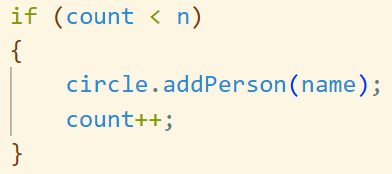 if (count < n)
{
    circle.addPerson(name);
    count++;
}